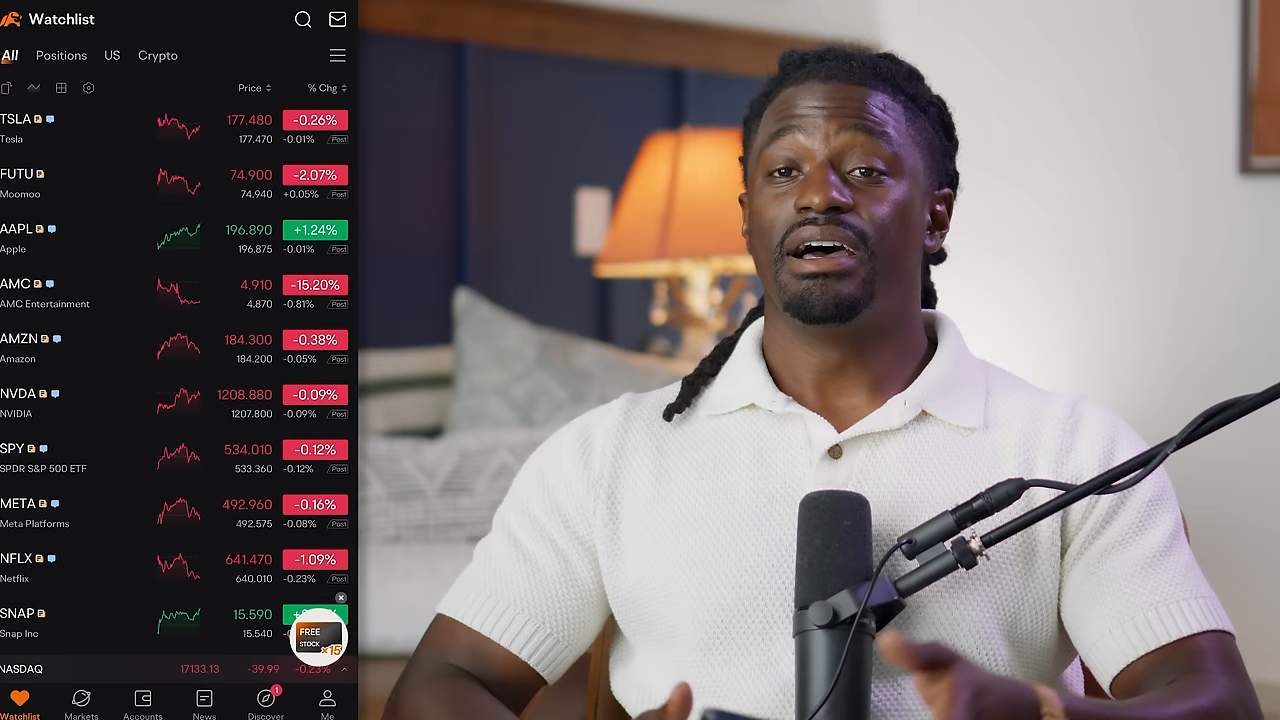 Watchlist
All Positions US Crypto
Price % Chg
TSLA 177.480 -0.26%
Tesla 177.470 -0.01% Post
FUTU 74.900 -2.07%
Moomoo 74.940 +0.05% Post
AAPL 196.890 +1.24%
Apple 196.875 -0.01% Post
AMC 4.910 -15.20%
AMC Entertainment 4.870 -0.81% Post
AMZN 184.300 -0.38%
Amazon 184.200 -0.05% Post
NVDA 1208.880 -0.09%
NVIDIA 1207.800 -0.09% Post
SPY 534.010 -0.12%
SPDR S&P 500 ETF 533.360 -0.12% Post
META 492.960 -0.16%
Meta Platforms 492.575 -0.08% Post
NFLX 641.470 -1.09%
Netflix 640.010 -0.23% Post
SNAP 15.590
Snap Inc 15.540
FREE
STOCK
×15
NASDAQ 17133.13 -39.99 -0.23%
1
Watchlist Markets Accounts News Discover Me